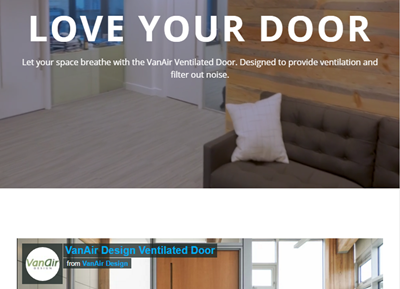 LOVE YOUR DOOR
Let your space breathe with the VanAir Ventilated Door. Designed to provide ventilation and
filter out noise.
VanAir Design Ventilated Door
from VanAir Design
VanAir
DESIGN